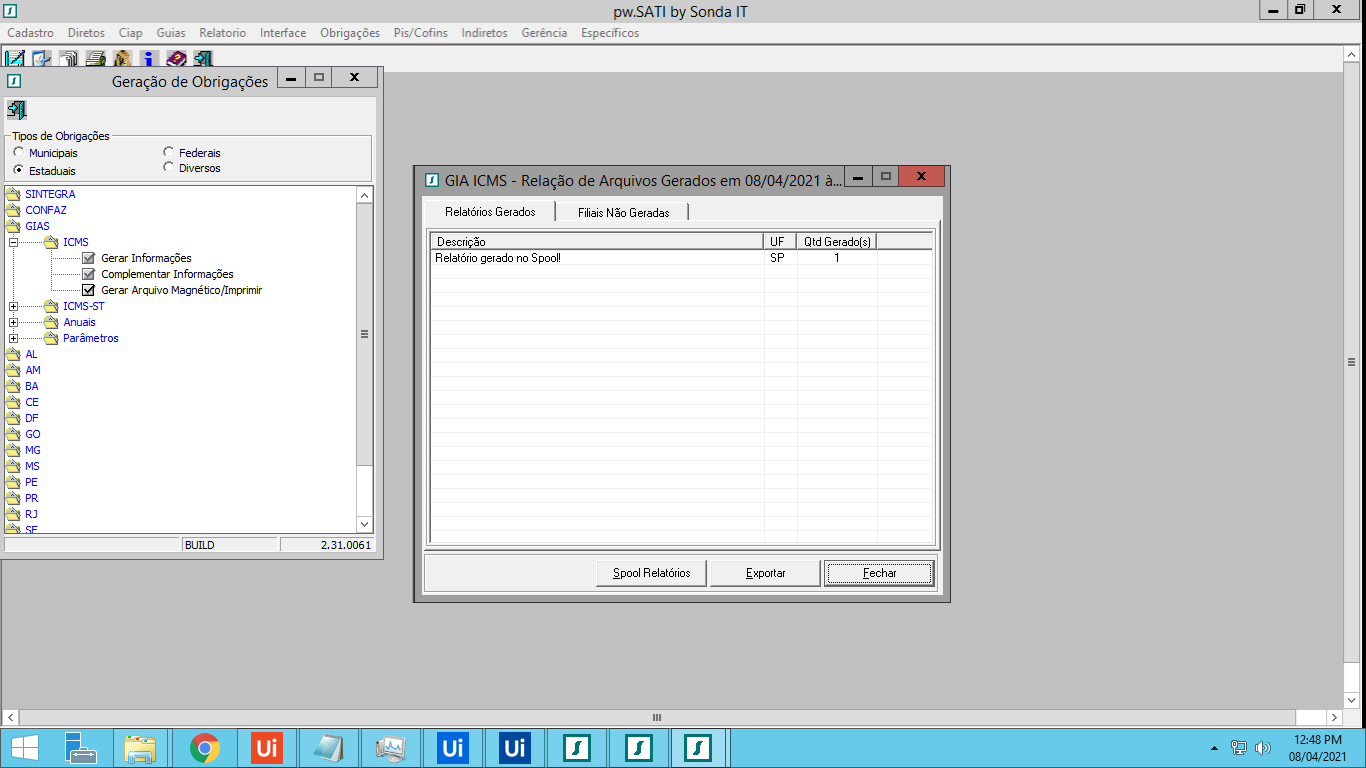 pw.SATI by Sonda IT
Cadastro Diretos Ciap Guias Relatorio Interface Obrigações Pis/Cofins Indiretos Gerência Específicos
Geração de Obrigações
Tipos de Obrigações
Municipais Federais
Estaduais Diversos
SINTEGRA
CONFAZ
GIAS
ICMS
Gerar Informações
Complementar Informações
Gerar Arquivo Magnético/Imprimir
ICMS-ST
Anuais
Parâmetros
AL
AM
BA
CE
DF
GO
MG
MS
PE
PR
RJ
SE
BUILD 2.31.0061
GIA ICMS - Relação de Arquivos Gerados em 08/04/2021 à...
Relatórios Gerados Filiais Não Geradas
Descrição UF Qtd Gerado(s)
Relatório gerado no Spool! SP 1
Spool Relatórios Exportar Fechar
Ui Ui Ui
12:48 PM
08/04/2021